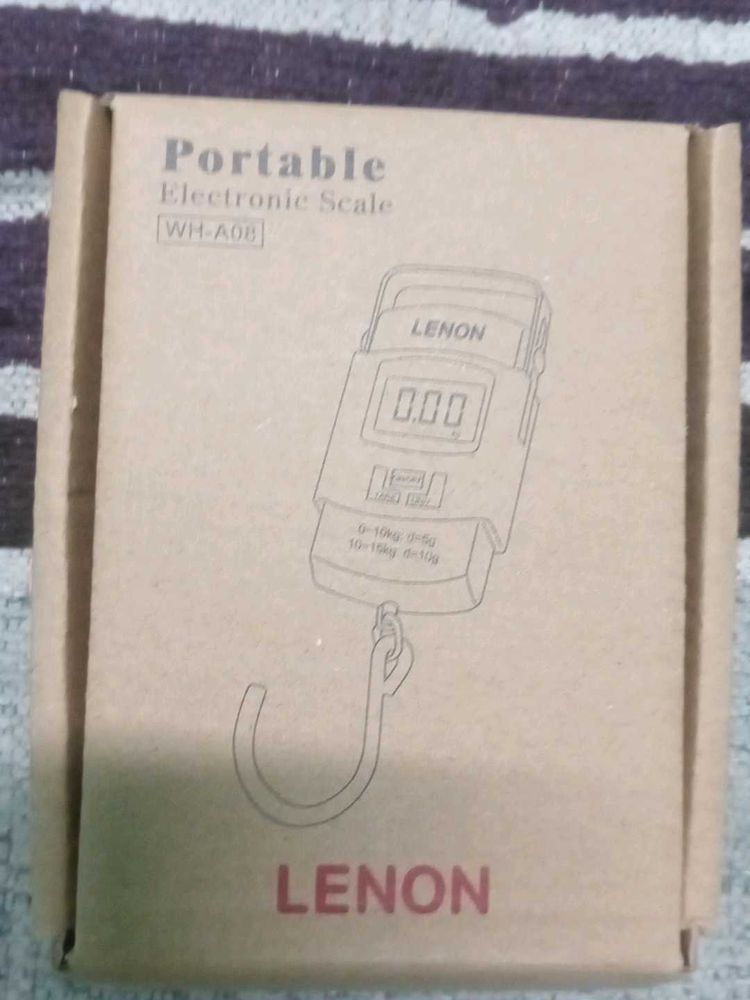 Portable
Electronic Scale
WH-A08
LENON
0.00
0-10kg: d=5g
10-15kg d=10g
LENON